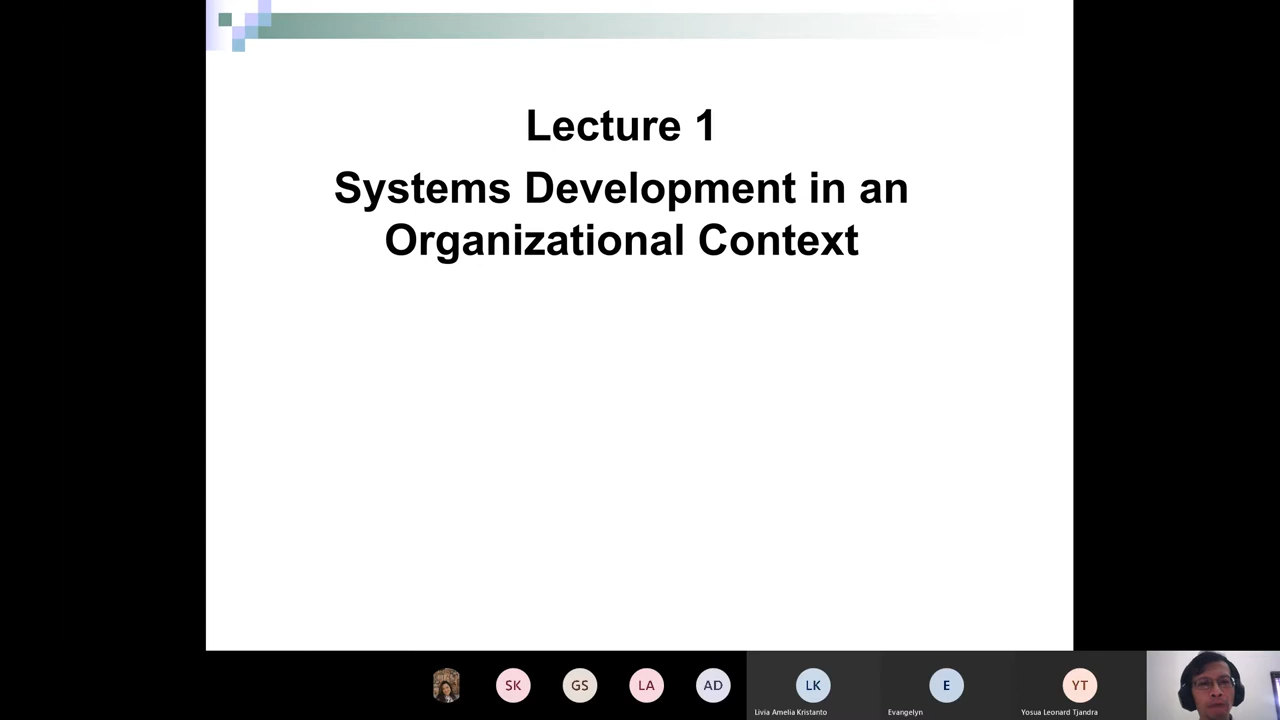 Lecture 1
Systems Development in an
Organizational Context
SK
GS
LA
AD
LK
E
YT
Livia Amelia Kristanto
Evangelyn
Yosua Leonard Tjandra